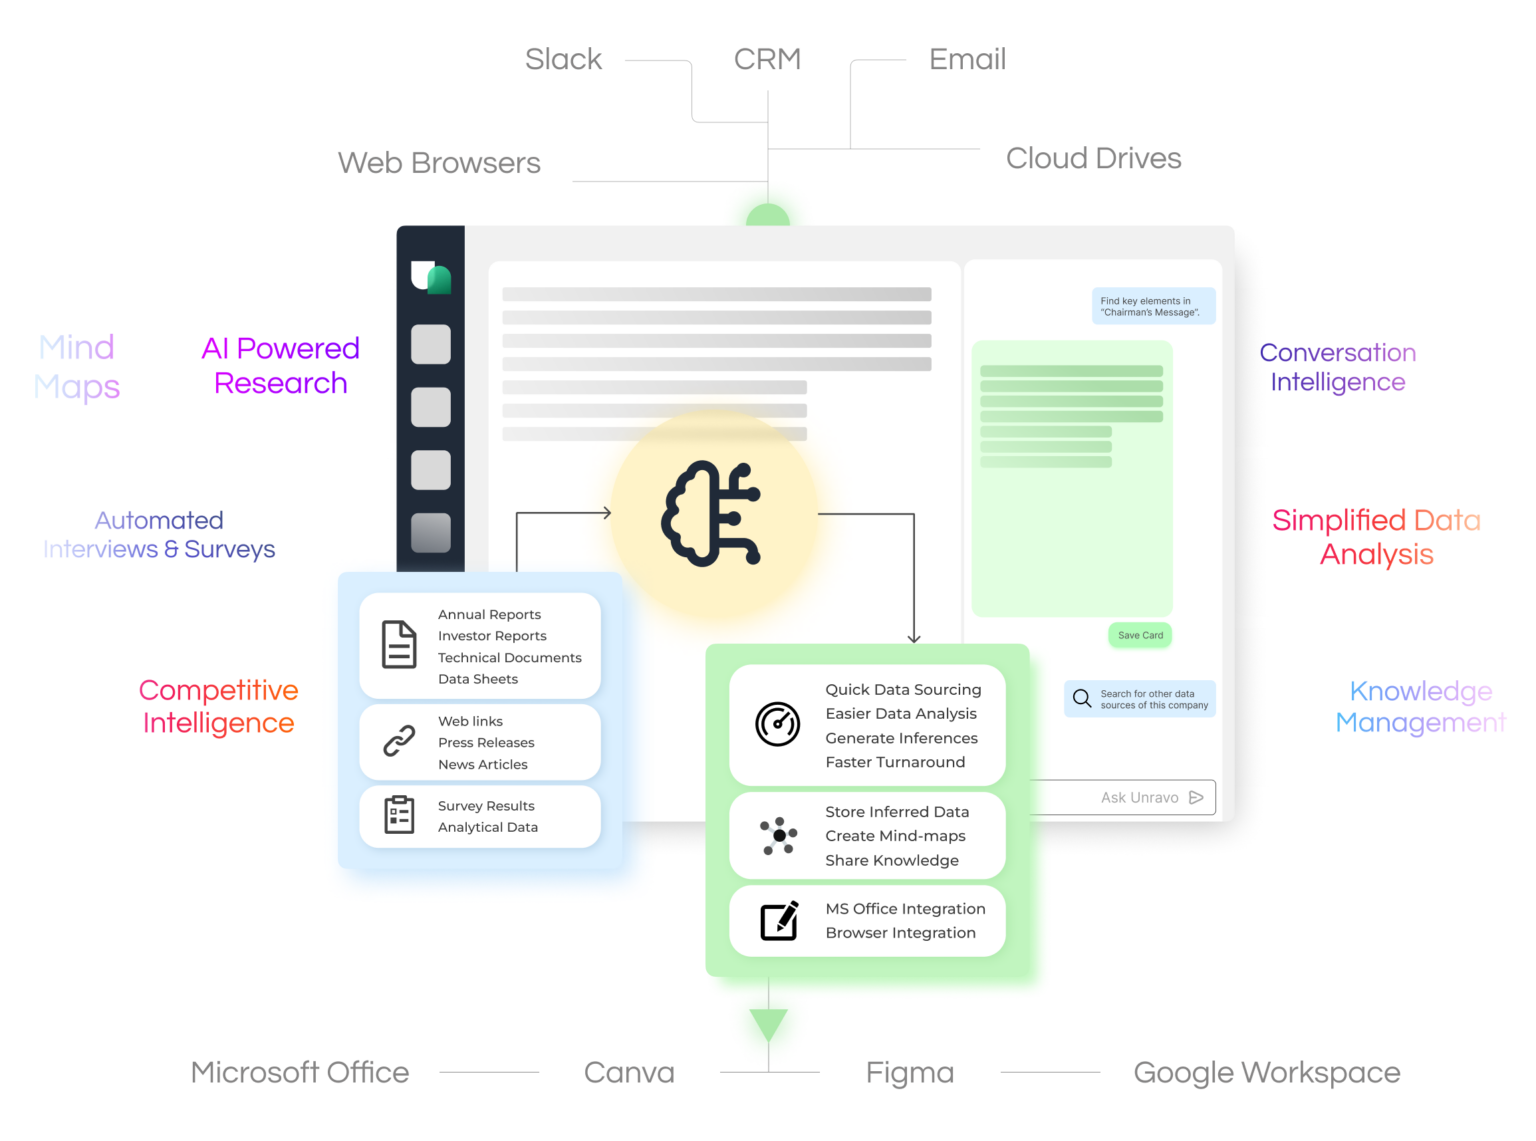 Slack
CRM
Email
Web Browsers
Cloud Drives
Find key elements in
"Chairman's Message".
Mind
Maps
AI Powered
Research
Conversation
Intelligence
Automated
Interviews & Surveys
Simplified Data
Analysis
Annual Reports
Investor Reports
Technical Documents
Data Sheets
Save Card
Competitive
Intelligence
Web links
Press Releases
News Articles
Quick Data Sourcing
Easier Data Analysis
Generate Inferences
Faster Turnaround
Search for other data
sources of this company
Knowledge
Management
Survey Results
Analytical Data
Ask Unravo
Store Inferred Data
Create Mind-maps
Share Knowledge
MS Office Integration
Browser Integration
Microsoft Office
Canva
Figma
Google Workspace